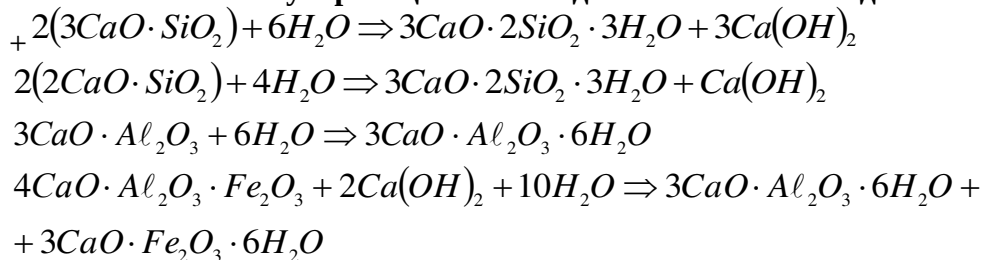 + 2(3CaO·SiO₂)+6H₂O⇒3CaO·2SiO₂·3H₂O+3Ca(OH)₂
2(2CaO·SiO₂)+4H₂O⇒3CaO·2SiO₂·3H₂O+Ca(OH)₂
3CaO·Aℓ₂O₃+6H₂O⇒3CaO·Aℓ₂O₃·6H₂O
4CaO·Aℓ₂O₃·Fe₂O₃+2Ca(OH)₂+10H₂O⇒3CaO·Aℓ₂O₃·6H₂O+
+3CaO·Fe₂O₃·6H₂O